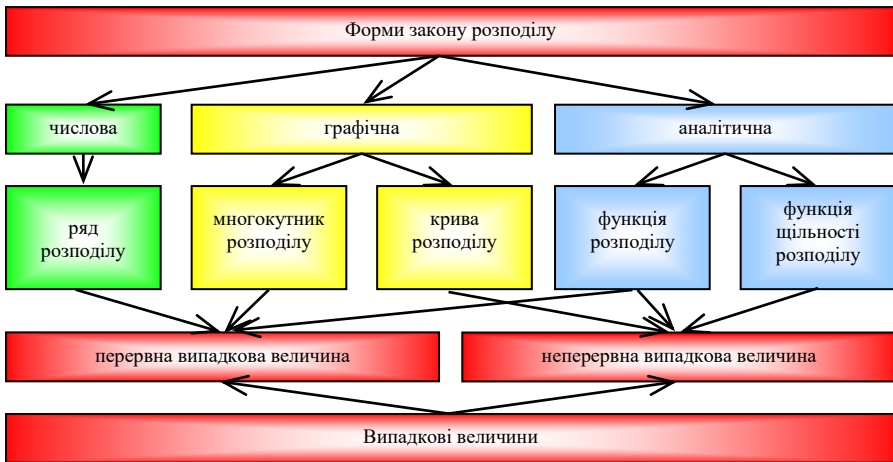 Форми закону розподілу
числова
графічна
аналітична
ряд
розподілу
многокутник
розподілу
крива
розподілу
функція
розподілу
функція
щільності
розподілу
перервна випадкова величина
неперервна випадкова величина
Випадкові величини